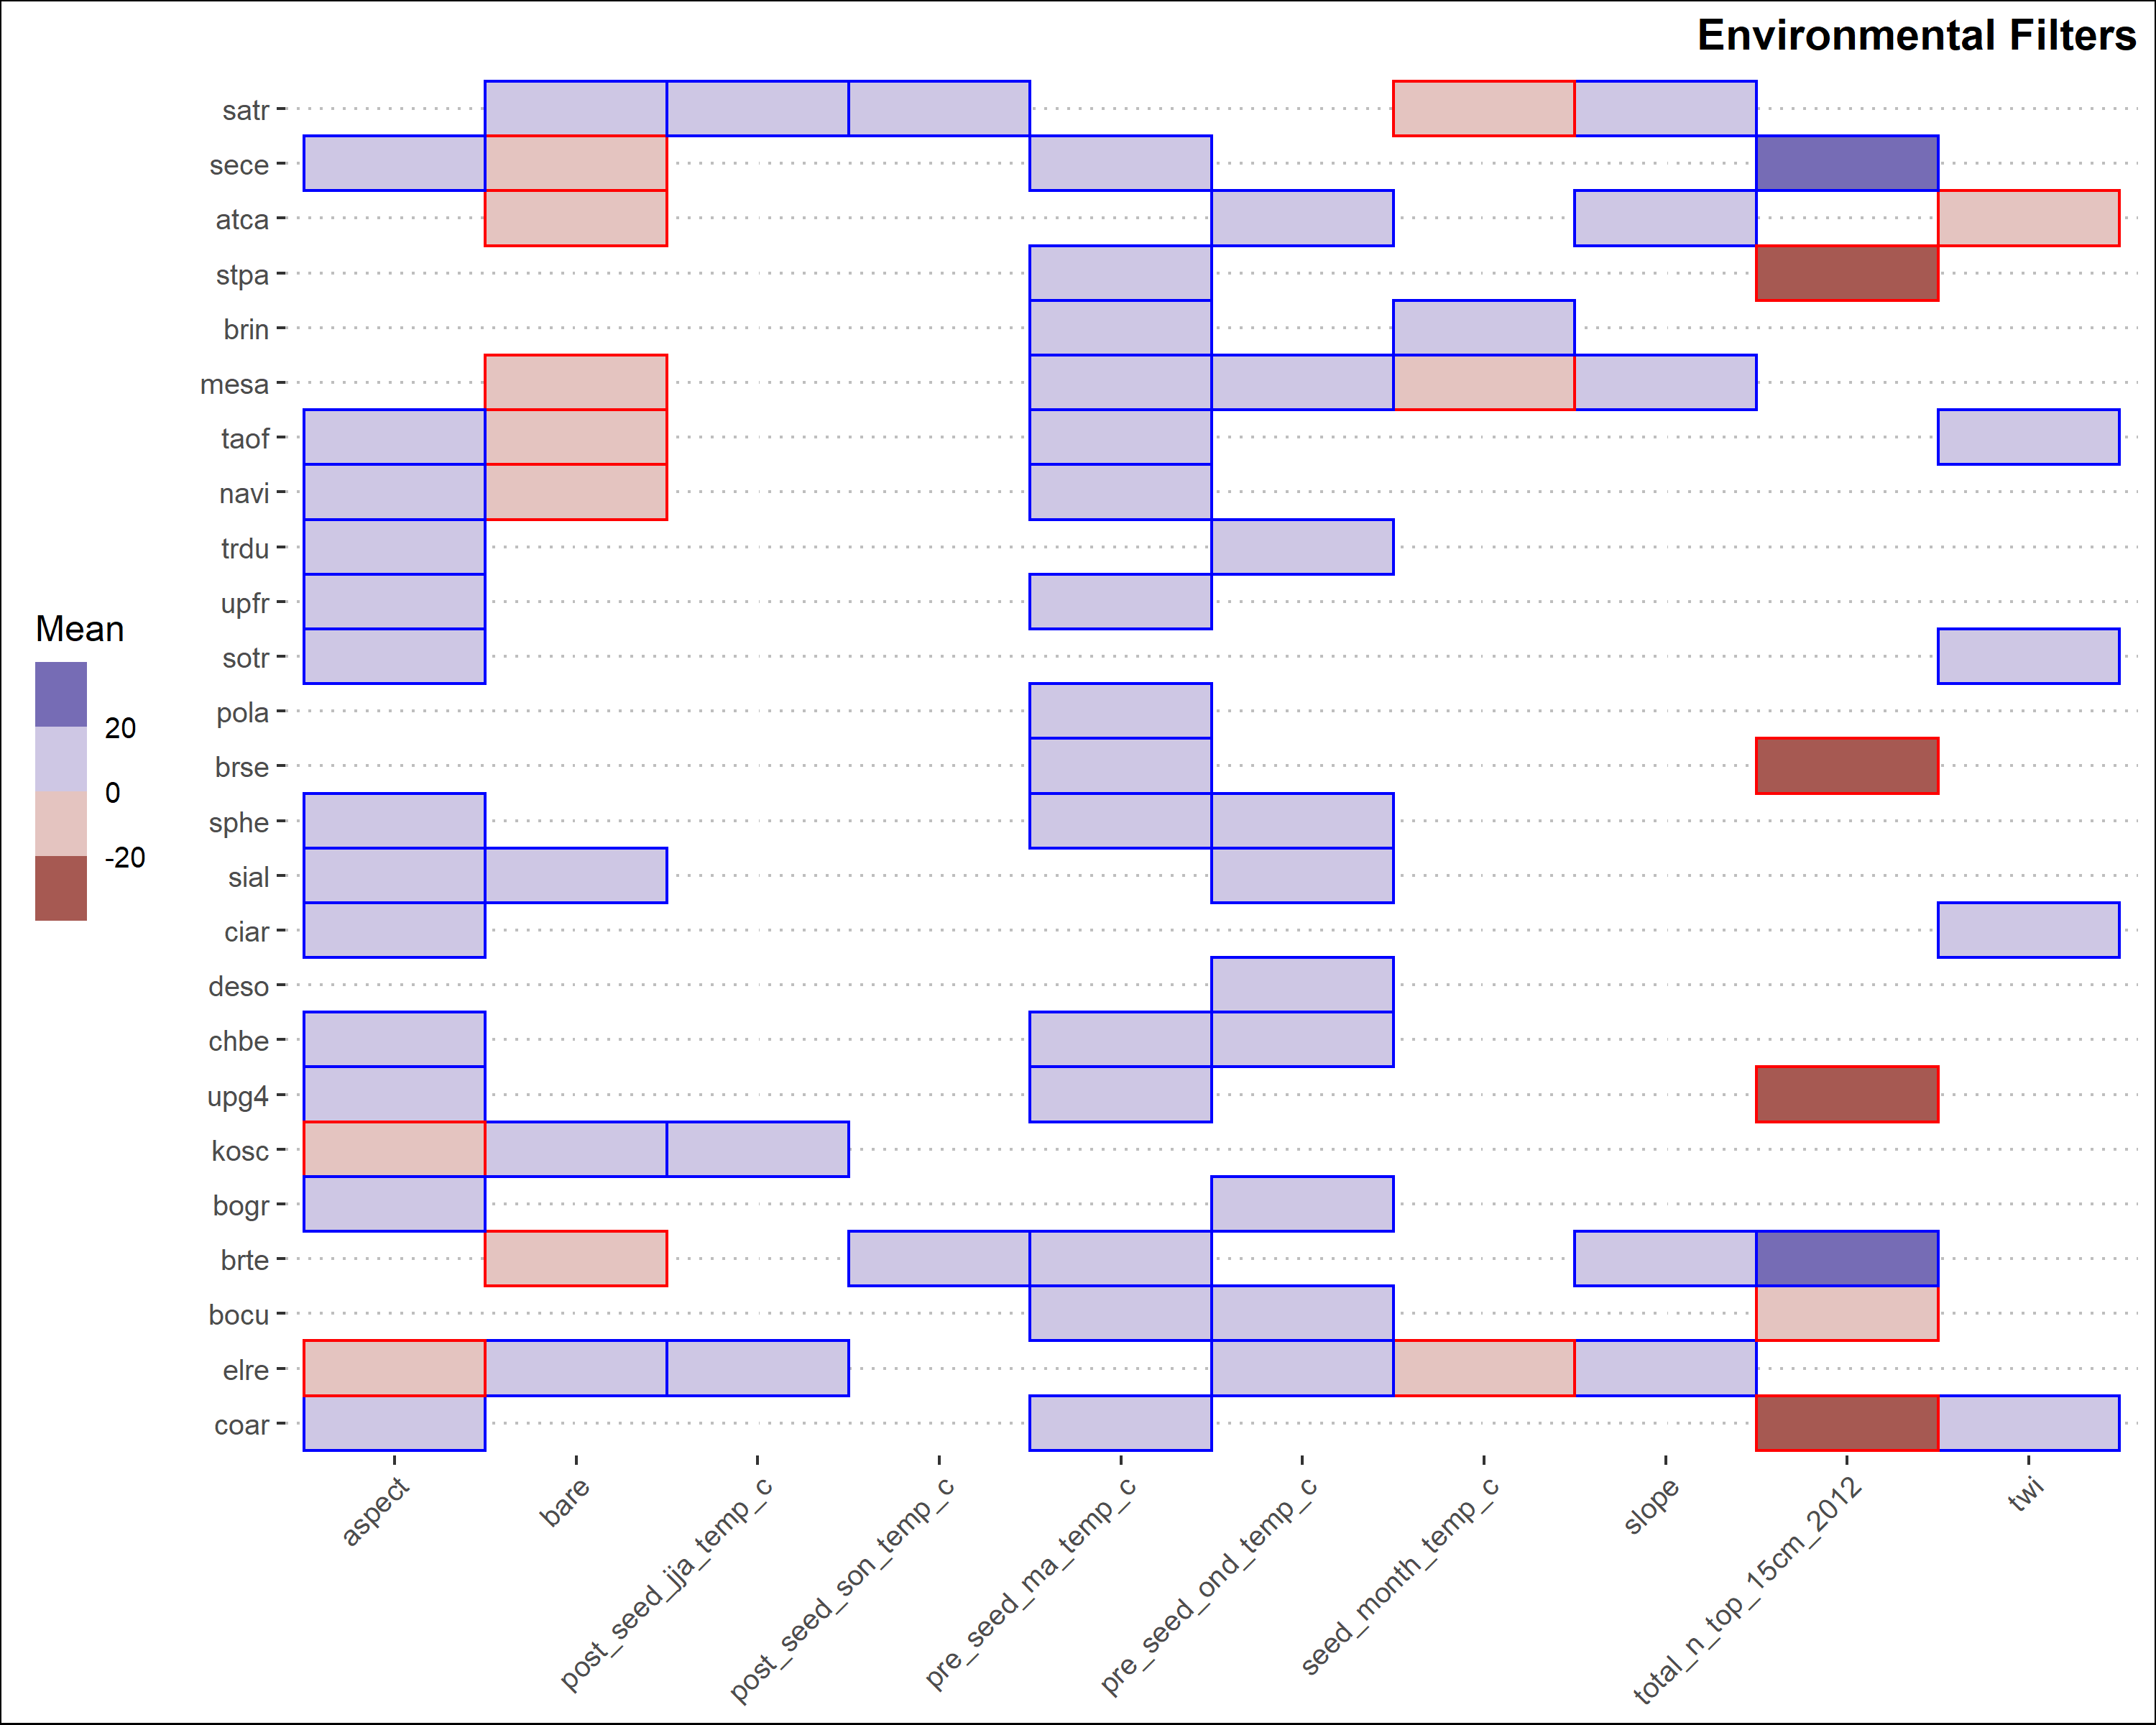 Environmental Filters
satr
sece
atca
stpa
brin
mesa
taof
navi
trdu
upfr
sotr
pola
brse
sphe
sial
ciar
deso
chbe
upg4
kosc
bogr
brte
bocu
elre
coar
Mean
20
0
-20
aspect
bare
post_seed_jja_temp_c
post_seed_son_temp_c
pre_seed_ma_temp_c
pre_seed_ond_temp_c
seed_month_temp_c
slope
total_n_top_15cm_2012
twi